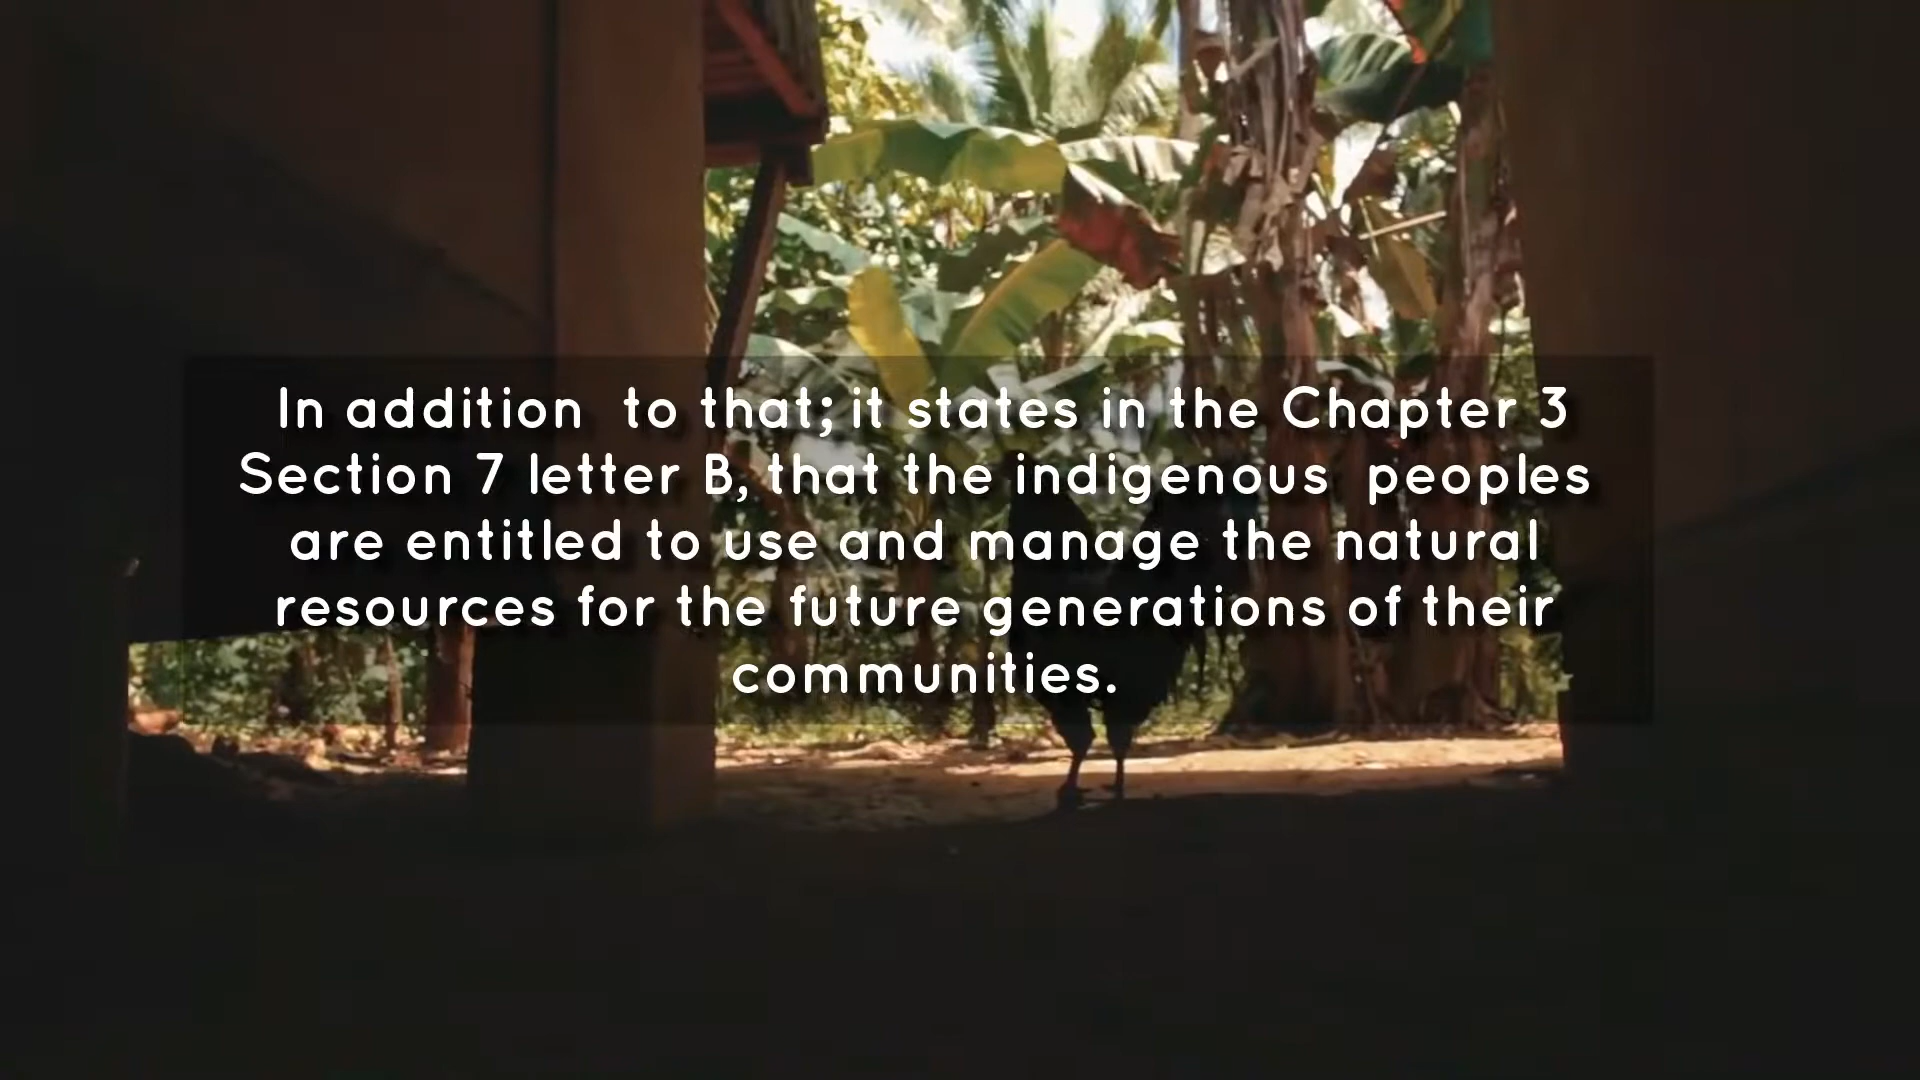 In addition  to that; it states in the Chapter 3
Section 7 letter B, that the indigenous  peoples
are entitled to use and manage the natural
resources for the future generations of their
communities.